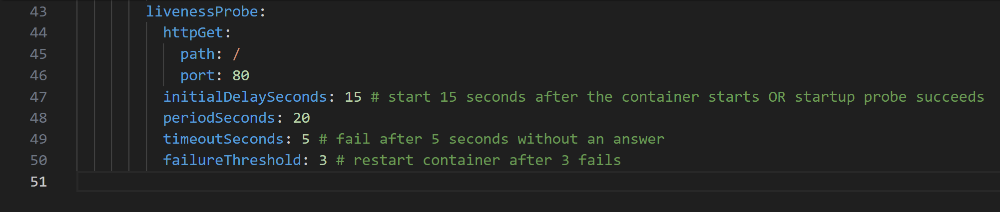 43 livenessProbe:
44 httpGet:
45 path: /
46 port: 80
47 initialDelaySeconds: 15 # start 15 seconds after the container starts OR startup probe succeeds
48 periodSeconds: 20
49 timeoutSeconds: 5 # fail after 5 seconds without an answer
50 failureThreshold: 3 # restart container after 3 fails
51